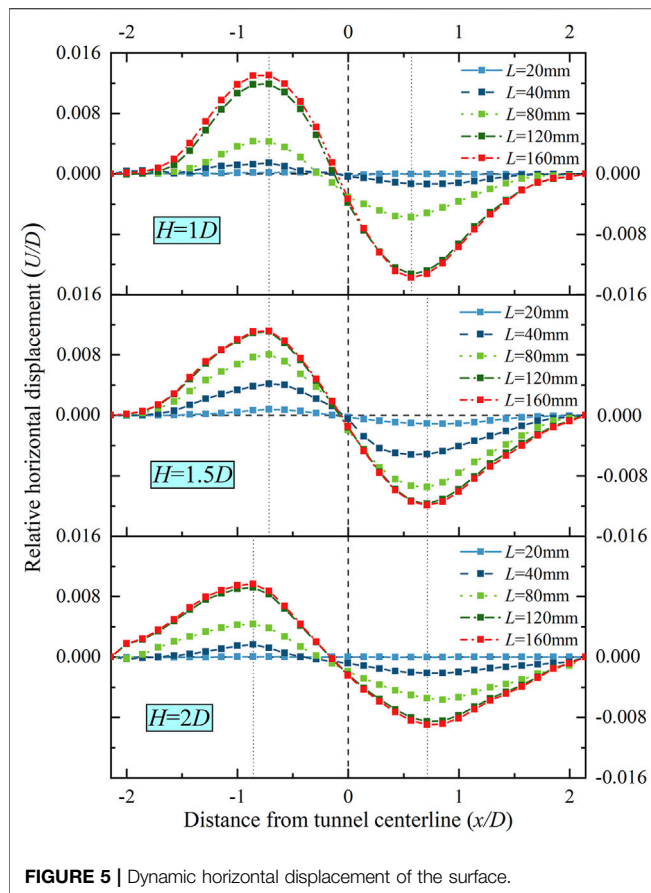 -2 -1 0 1 2
0.016
0.008
0.000
0.000
-0.008
-0.016
L=20mm
L=40mm
L=80mm
L=120mm
L=160mm
H=1D
0.016
0.008
0.000
0.000
-0.008
-0.016
L=20mm
L=40mm
L=80mm
L=120mm
L=160mm
H=1.5D
0.016
0.008
0.000
0.000
-0.008
-0.016
L=20mm
L=40mm
L=80mm
L=120mm
L=160mm
H=2D
Relative horizontal displacement (U/D)
-2 -1 0 1 2
Distance from tunnel centerline (x/D)
FIGURE 5 | Dynamic horizontal displacement of the surface.